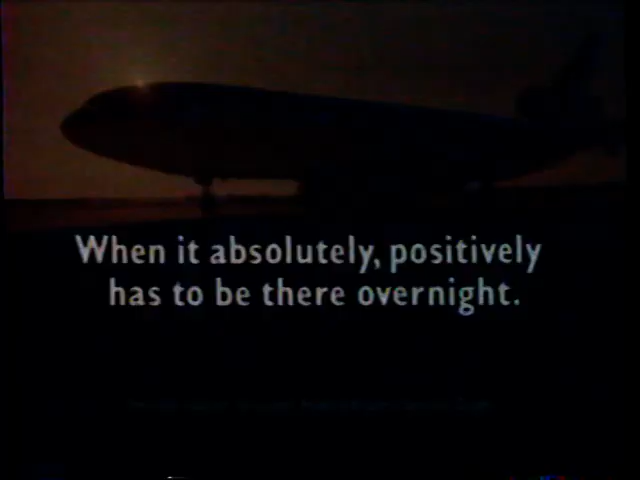 When it absolutely, positively
has to be there overnight.